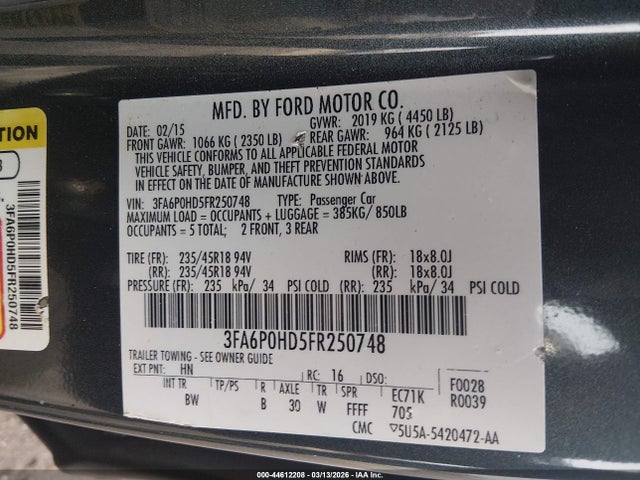 MFD. BY FORD MOTOR CO.
DATE: 02/15 GVWR: 2019 KG ( 4450 LB)
FRONT GAWR: 1066 KG ( 2350 LB) REAR GAWR: 964 KG ( 2125 LB)
THIS VEHICLE CONFORMS TO ALL APPLICABLE FEDERAL MOTOR
VEHICLE SAFETY, BUMPER, AND THEFT PREVENTION STANDARDS
IN EFFECT ON THE DATE OF MANUFACTURE SHOWN ABOVE.
VIN: 3FA6P0HD5FR250748 TYPE: Passenger Car
MAXIMUM LOAD = OCCUPANTS + LUGGAGE = 385KG/ 850LB
OCCUPANTS = 5 TOTAL; 2 FRONT, 3 REAR
TIRE (FR): 235/45R18 94V RIMS (FR): 18x8.0J
(RR): 235/45R18 94V (RR): 18x8.0J
PRESSURE (FR): 235 kPa/ 34 PSI COLD (RR): 235 kPa/ 34 PSI COLD
3FA6P0HD5FR250748
TRAILER TOWING - SEE OWNER GUIDE
EXT PNT: HN RC: 16 DSO: F0028
INT TR TP/PS R AXLE TR SPR EC71K R0039
BW B 30 W FFFF 705
CMC ▽5U5A-5420472-AA
TION
3FA6P0HD5FR250748
000-44612208 - 03/13/2026 - IAA Inc.